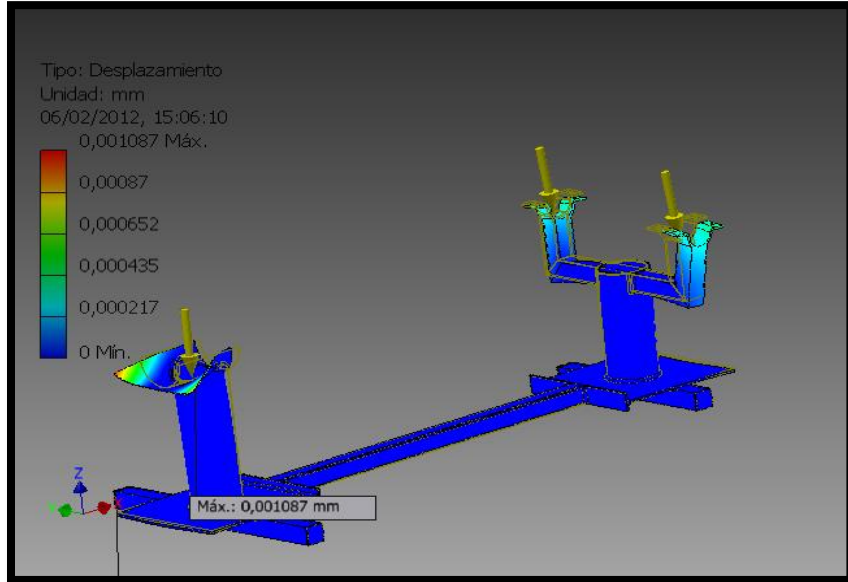 Tipo: Desplazamiento
Unidad: mm
06/02/2012, 15:06:10
0,001087 Máx.
0,00087
0,000652
0,000435
0,000217
0 Mín.
Z
Máx.: 0,001087 mm